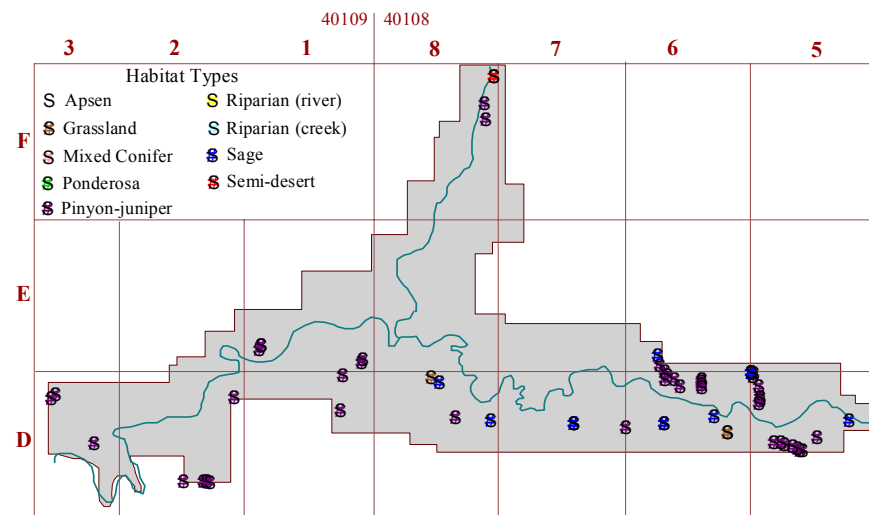 40109 40108
3 2 1 8 7 6 5
Habitat Types
S Apsen
S Riparian (river)
S Grassland
S Riparian (creek)
S Mixed Conifer
S Sage
S Ponderosa
S Semi-desert
S Pinyon-juniper
F
E
D